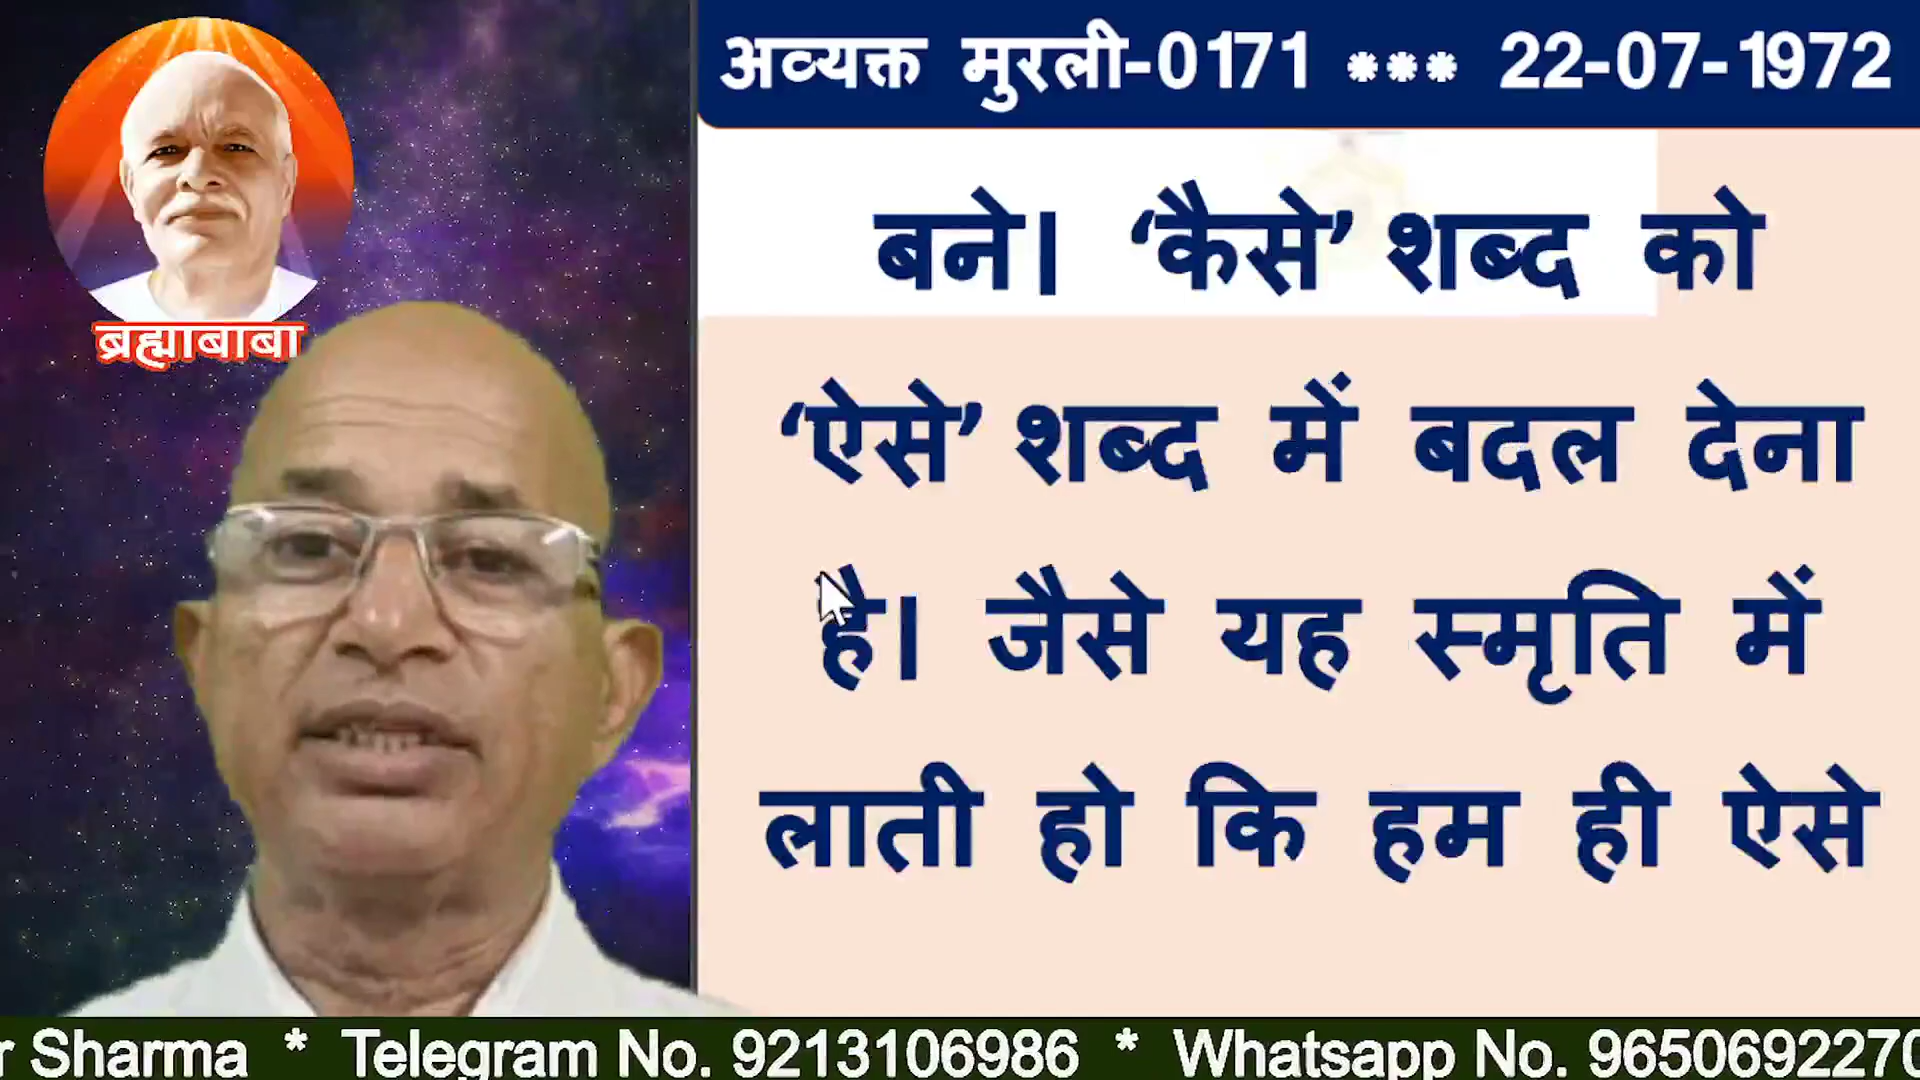 अव्यक्त मुरली-0171 *** 22-07-1972
ब्रह्माबाबा
बने। ‘कैसे’ शब्द को
‘ऐसे’ शब्द में बदल देना
है। जैसे यह स्मृति में
लाती हो कि हम ही ऐसे
r Sharma * Telegram No. 9213106986 * Whatsapp No. 9650692270